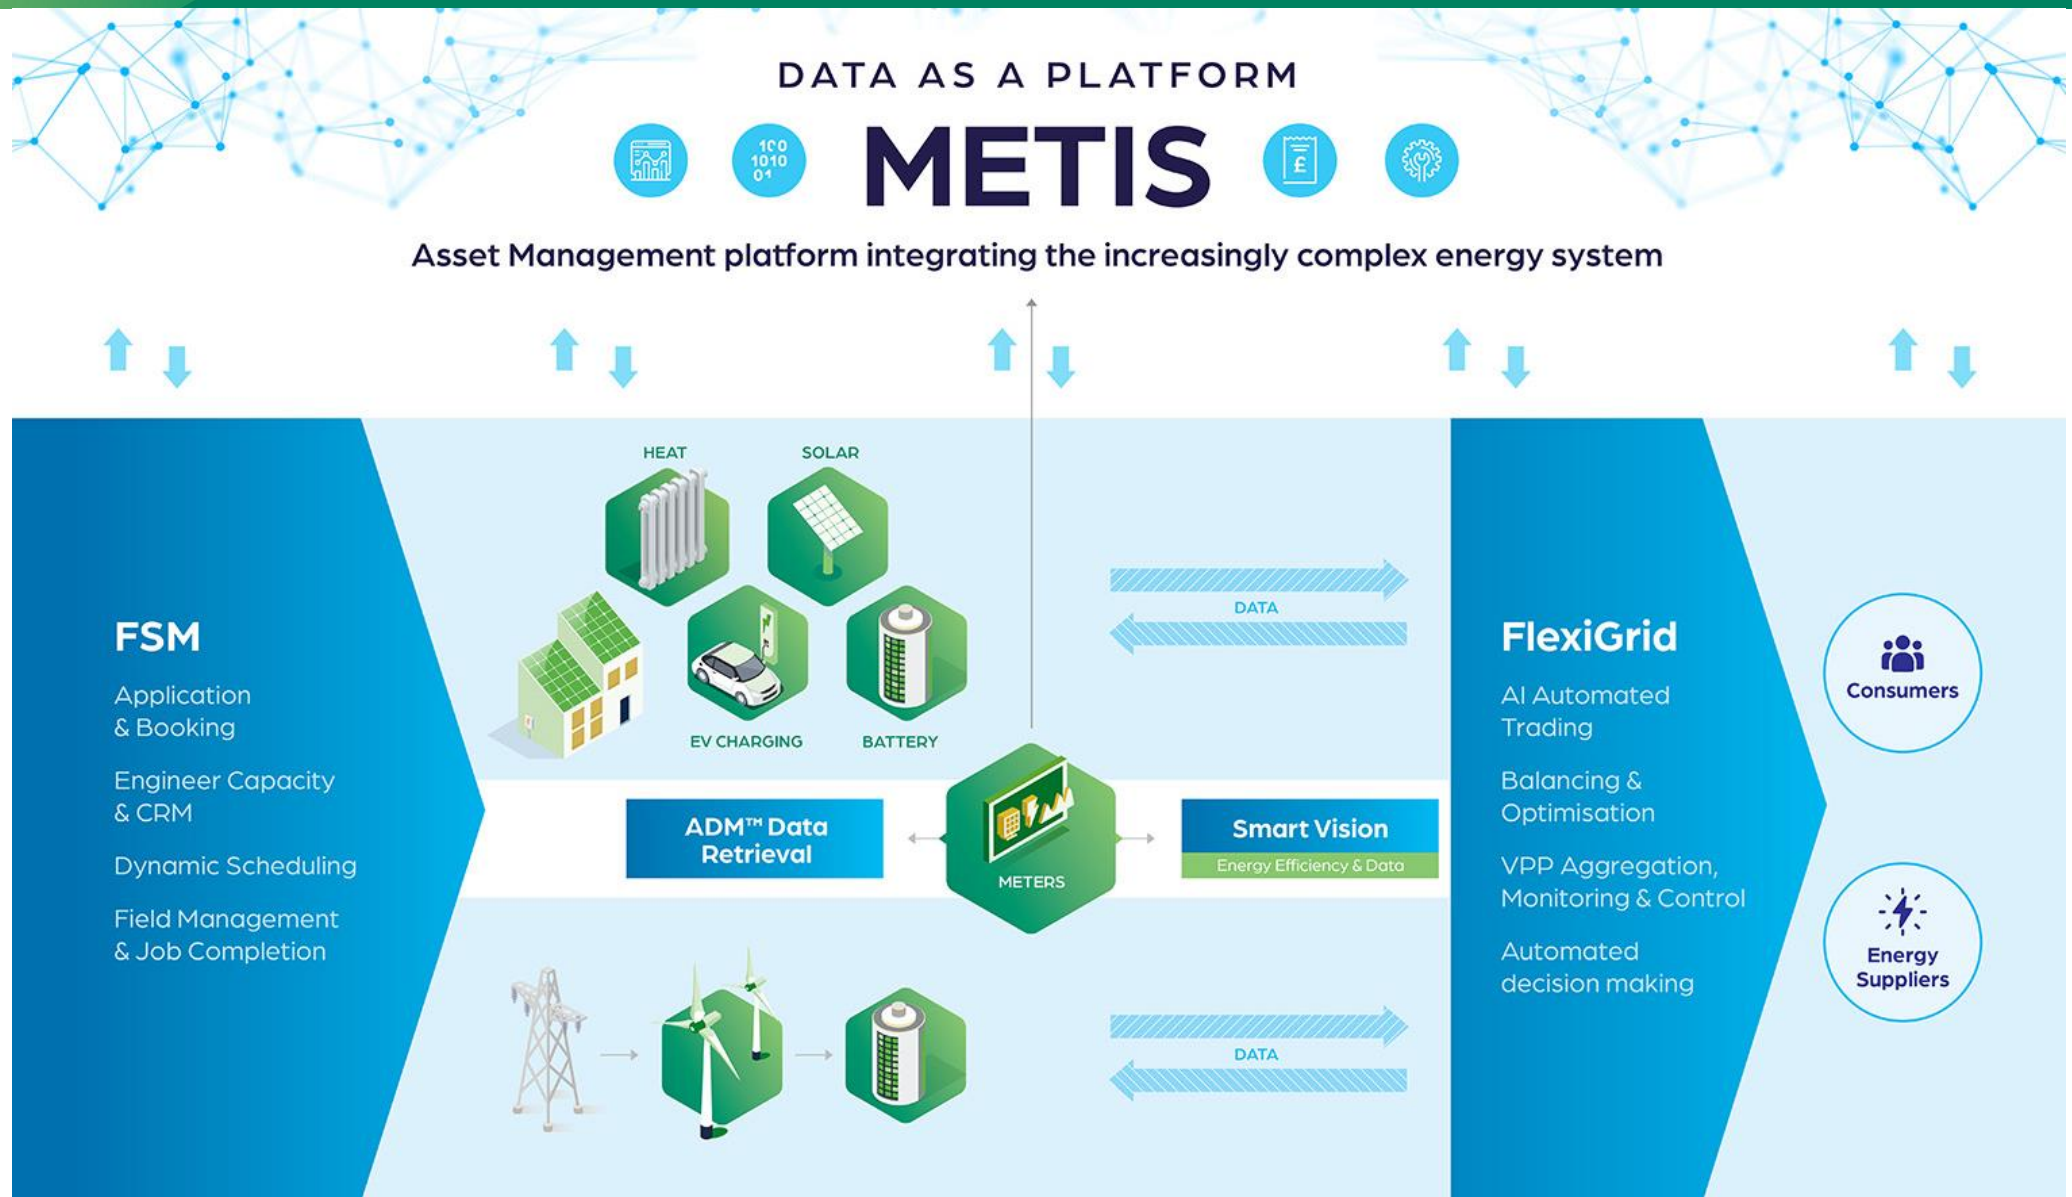 DATA AS A PLATFORM
100
1010
01
METIS
£
Asset Management platform integrating the increasingly complex energy system
HEAT
SOLAR
EV CHARGING
BATTERY
DATA
FSM
Application
& Booking
Engineer Capacity
& CRM
Dynamic Scheduling
Field Management
& Job Completion
ADM™ Data
Retrieval
METERS
Smart Vision
Energy Efficiency & Data
DATA
FlexiGrid
AI Automated
Trading
Balancing &
Optimisation
VPP Aggregation,
Monitoring & Control
Automated
decision making
Consumers
Energy
Suppliers